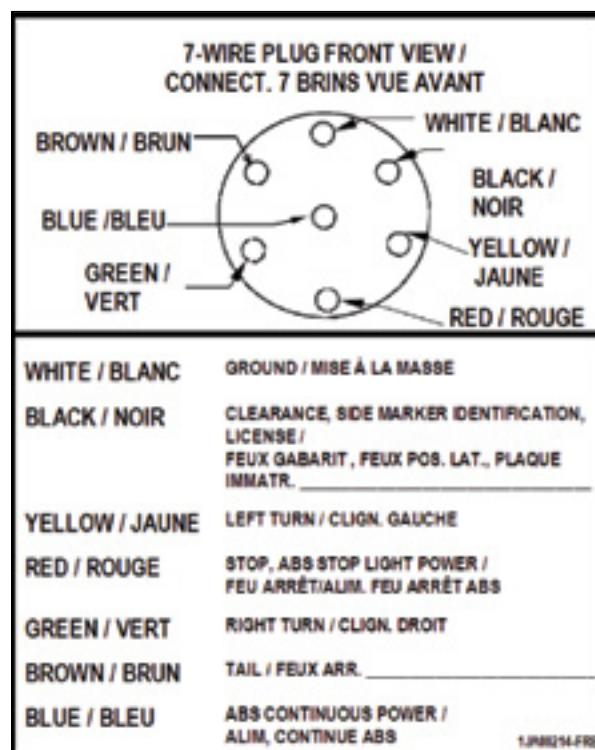 7-WIRE PLUG FRONT VIEW /
CONNECT. 7 BRINS VUE AVANT
WHITE / BLANC
BROWN / BRUN
BLACK /
NOIR
BLUE /BLEU
YELLOW /
JAUNE
GREEN /
VERT
RED / ROUGE
WHITE / BLANC GROUND / MISE À LA MASSE
BLACK / NOIR CLEARANCE, SIDE MARKER IDENTIFICATION,
LICENSE /
FEUX GABARIT , FEUX POS. LAT., PLAQUE
IMMATR.
YELLOW / JAUNE LEFT TURN / CLIGN. GAUCHE
RED / ROUGE STOP, ABS STOP LIGHT POWER /
FEU ARRÊT/ALIM. FEU ARRÊT ABS
GREEN / VERT RIGHT TURN / CLIGN. DROIT
BROWN / BRUN TAIL / FEUX ARR.
BLUE / BLEU ABS CONTINUOUS POWER /
ALIM, CONTINUE ABS